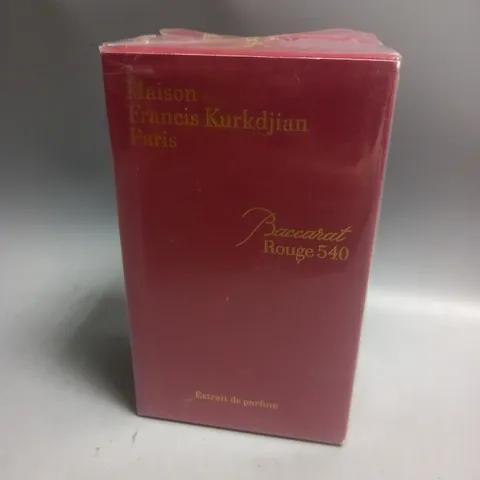 Maison
Francis Kurkdjian
Paris
Baccarat
Rouge 540
Extrait de parfum